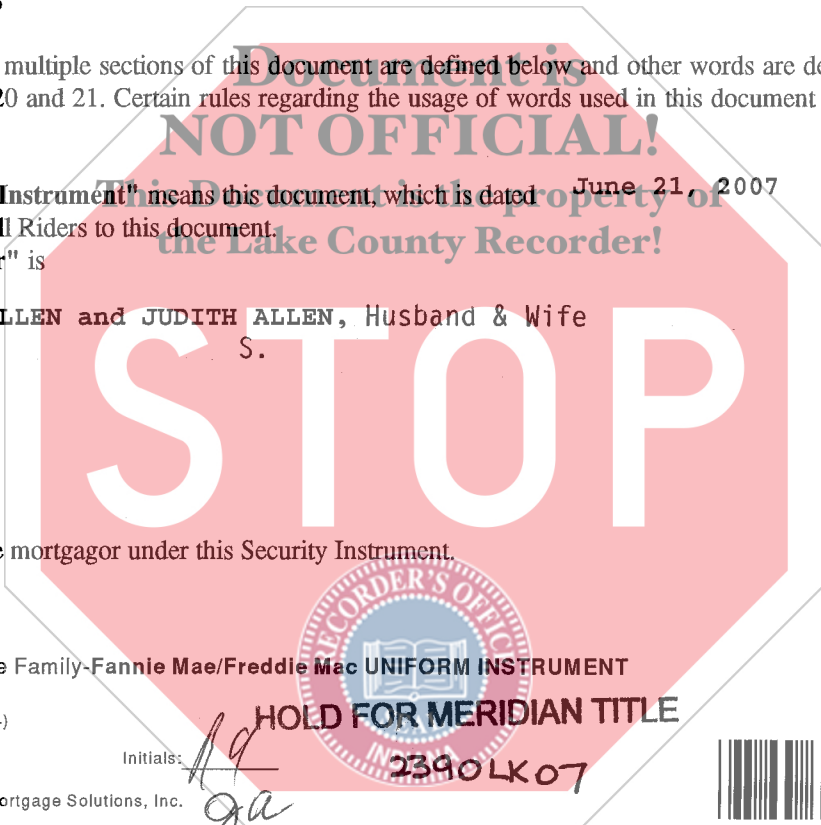 multiple sections of this document are defined below and other words are de
20 and 21. Certain rules regarding the usage of words used in this document
Document is
NOT OFFICIAL!
This Document is the property of
the Lake County Recorder!
Instrument" means this document, which is dated June 21, 2007
ll Riders to this document.
r" is
LLEN and JUDITH ALLEN, Husband & Wife
S.
STOP
e mortgagor under this Security Instrument.
RECORDER'S OFFICE
e Family-Fannie Mae/Freddie Mac UNIFORM INSTRUMENT
HOLD FOR MERIDIAN TITLE
Initials:
INDIANA
2390LK07
ortgage Solutions, Inc.